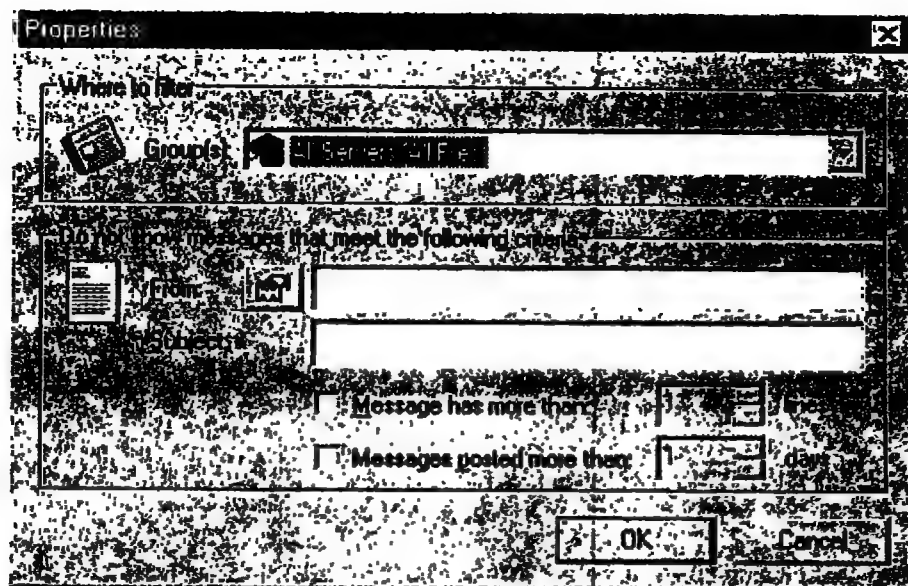 Properties
Where to filter
Group(s):
Do not show messages that meet the following criteria
From:
Subject:
Message has more than: lines
Messages posted more than: days
OK Cancel